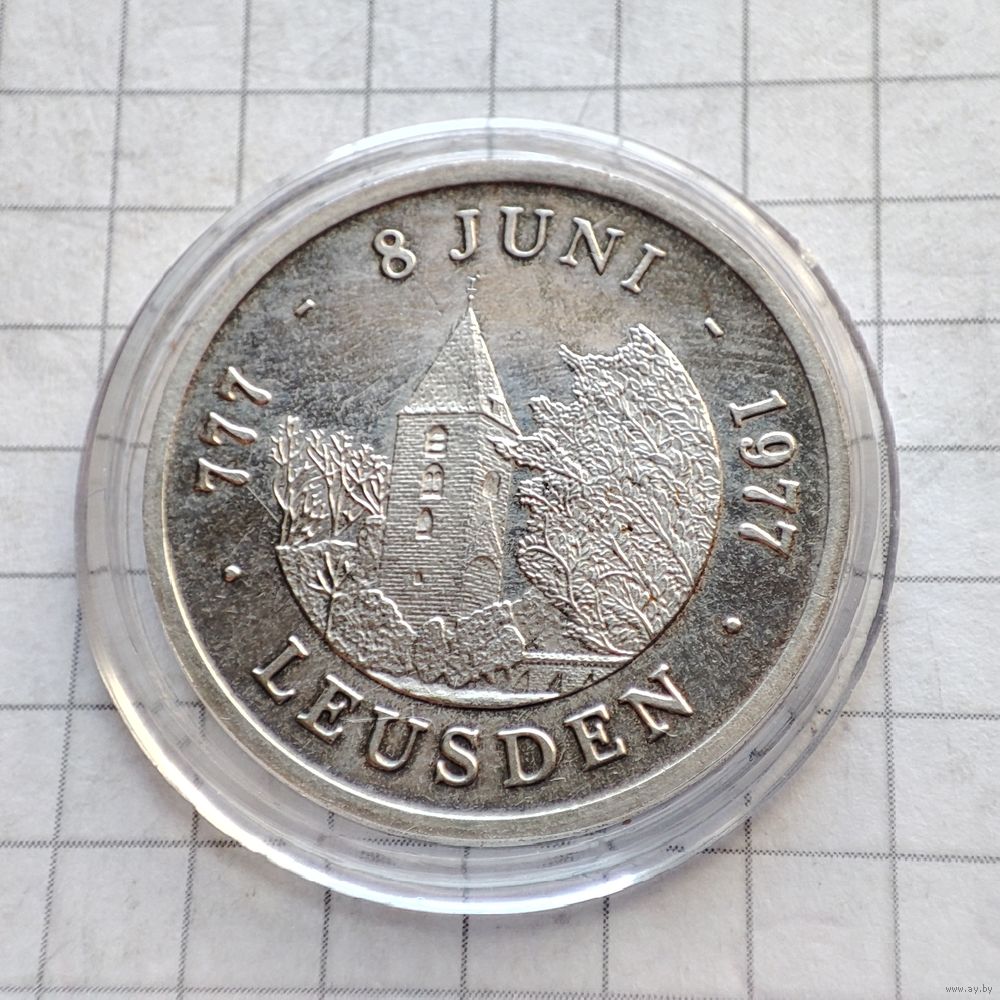 777 - 8 JUNI - 1977
· LEUSDEN ·
www.ay.by